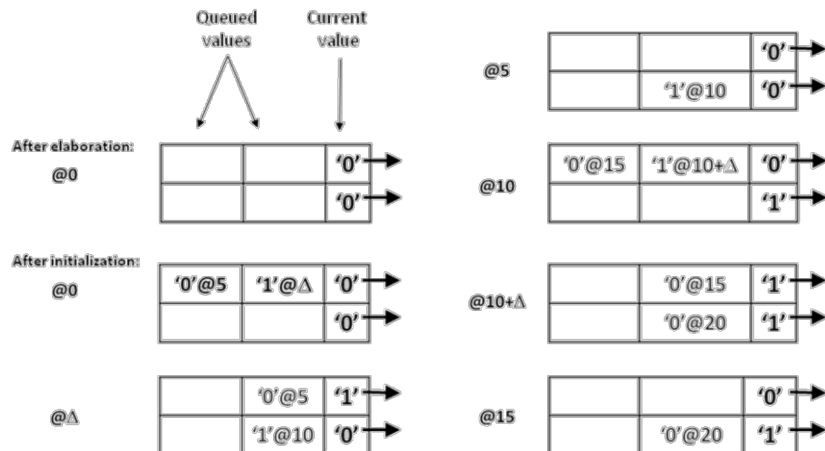 Queued values
Current value
After elaboration:
@0
'0'
'0'
After initialization:
@0
'0'@5 '1'@Δ '0'
'0'
@Δ
'0'@5 '1'
'1'@10 '0'
@5
'0'
'1'@10 '0'
@10
'0'@15 '1'@10+Δ '0'
'1'
@10+Δ
'0'@15 '1'
'0'@20 '1'
@15
'0'
'0'@20 '1'